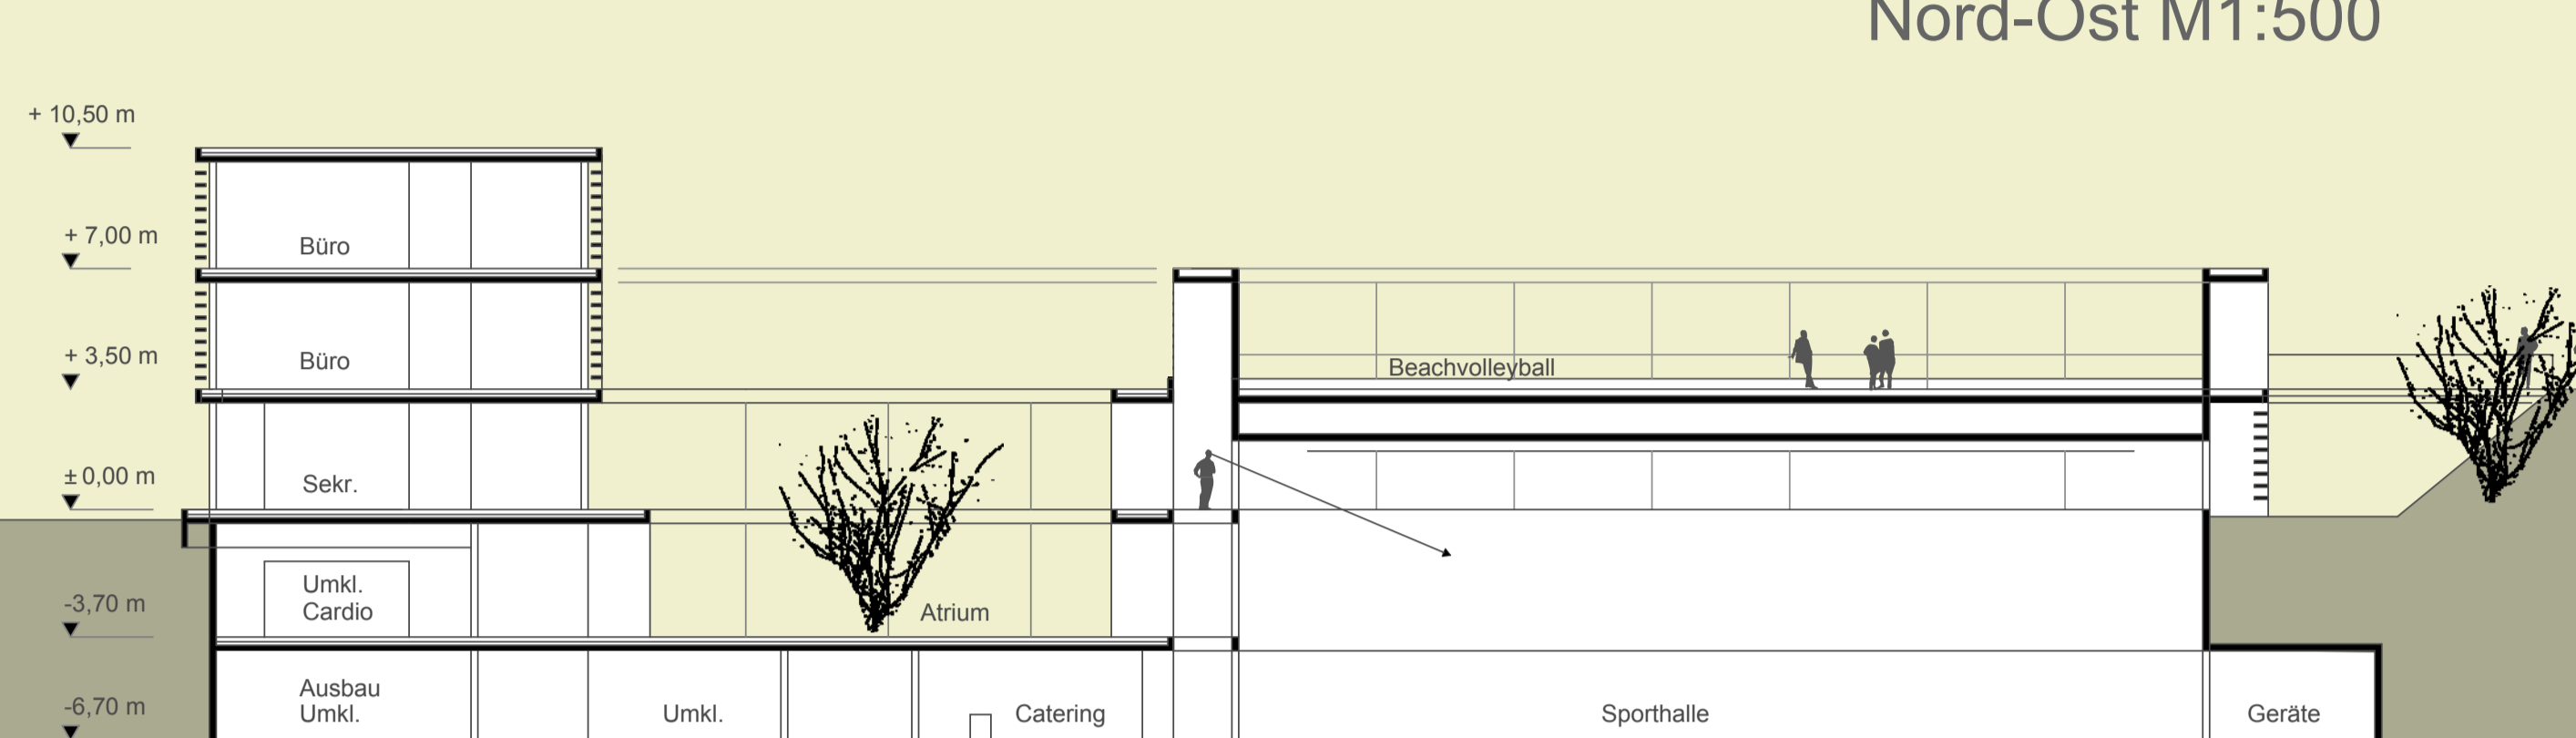 Nord-Ost M1:500
+ 10,50 m
+ 7,00 m
Büro
+ 3,50 m
Büro
Beachvolleyball
± 0,00 m
Sekr.
-3,70 m
Umkl.
Cardio
Atrium
-6,70 m
Ausbau
Umkl.
Umkl.
Catering
Sporthalle
Geräte